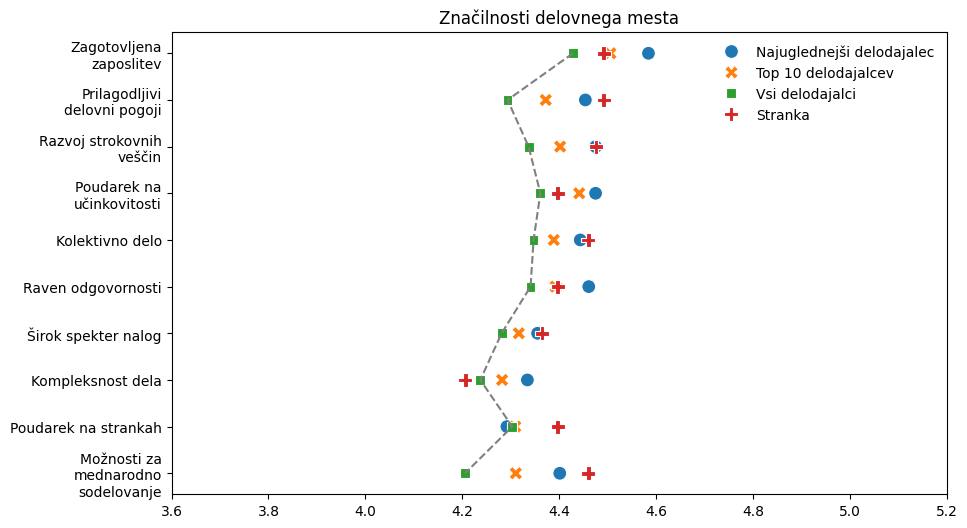 Značilnosti delovnega mesta
Zagotovljena
zaposlitev
Prilagodljivi
delovni pogoji
Razvoj strokovnih
veščin
Poudarek na
učinkovitosti
Kolektivno delo
Raven odgovornosti
Širok spekter nalog
Kompleksnost dela
Poudarek na strankah
Možnosti za
mednarodno
sodelovanje
Najuglednejši delodajalec
Top 10 delodajalcev
Vsi delodajalci
Stranka
3.6 3.8 4.0 4.2 4.4 4.6 4.8 5.0 5.2